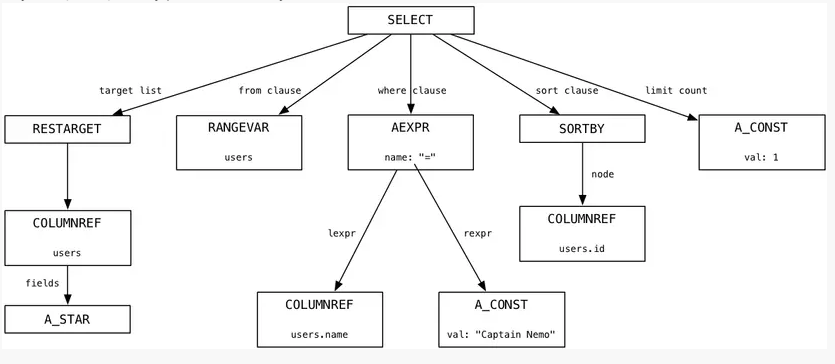 SELECT
target list
from clause
where clause
sort clause
limit count
RESTARGET
RANGEVAR
users
AEXPR
name: "="
SORTBY
A_CONST
val: 1
node
COLUMNREF
users
COLUMNREF
users.id
lexpr
rexpr
fields
A_STAR
COLUMNREF
users.name
A_CONST
val: "Captain Nemo"